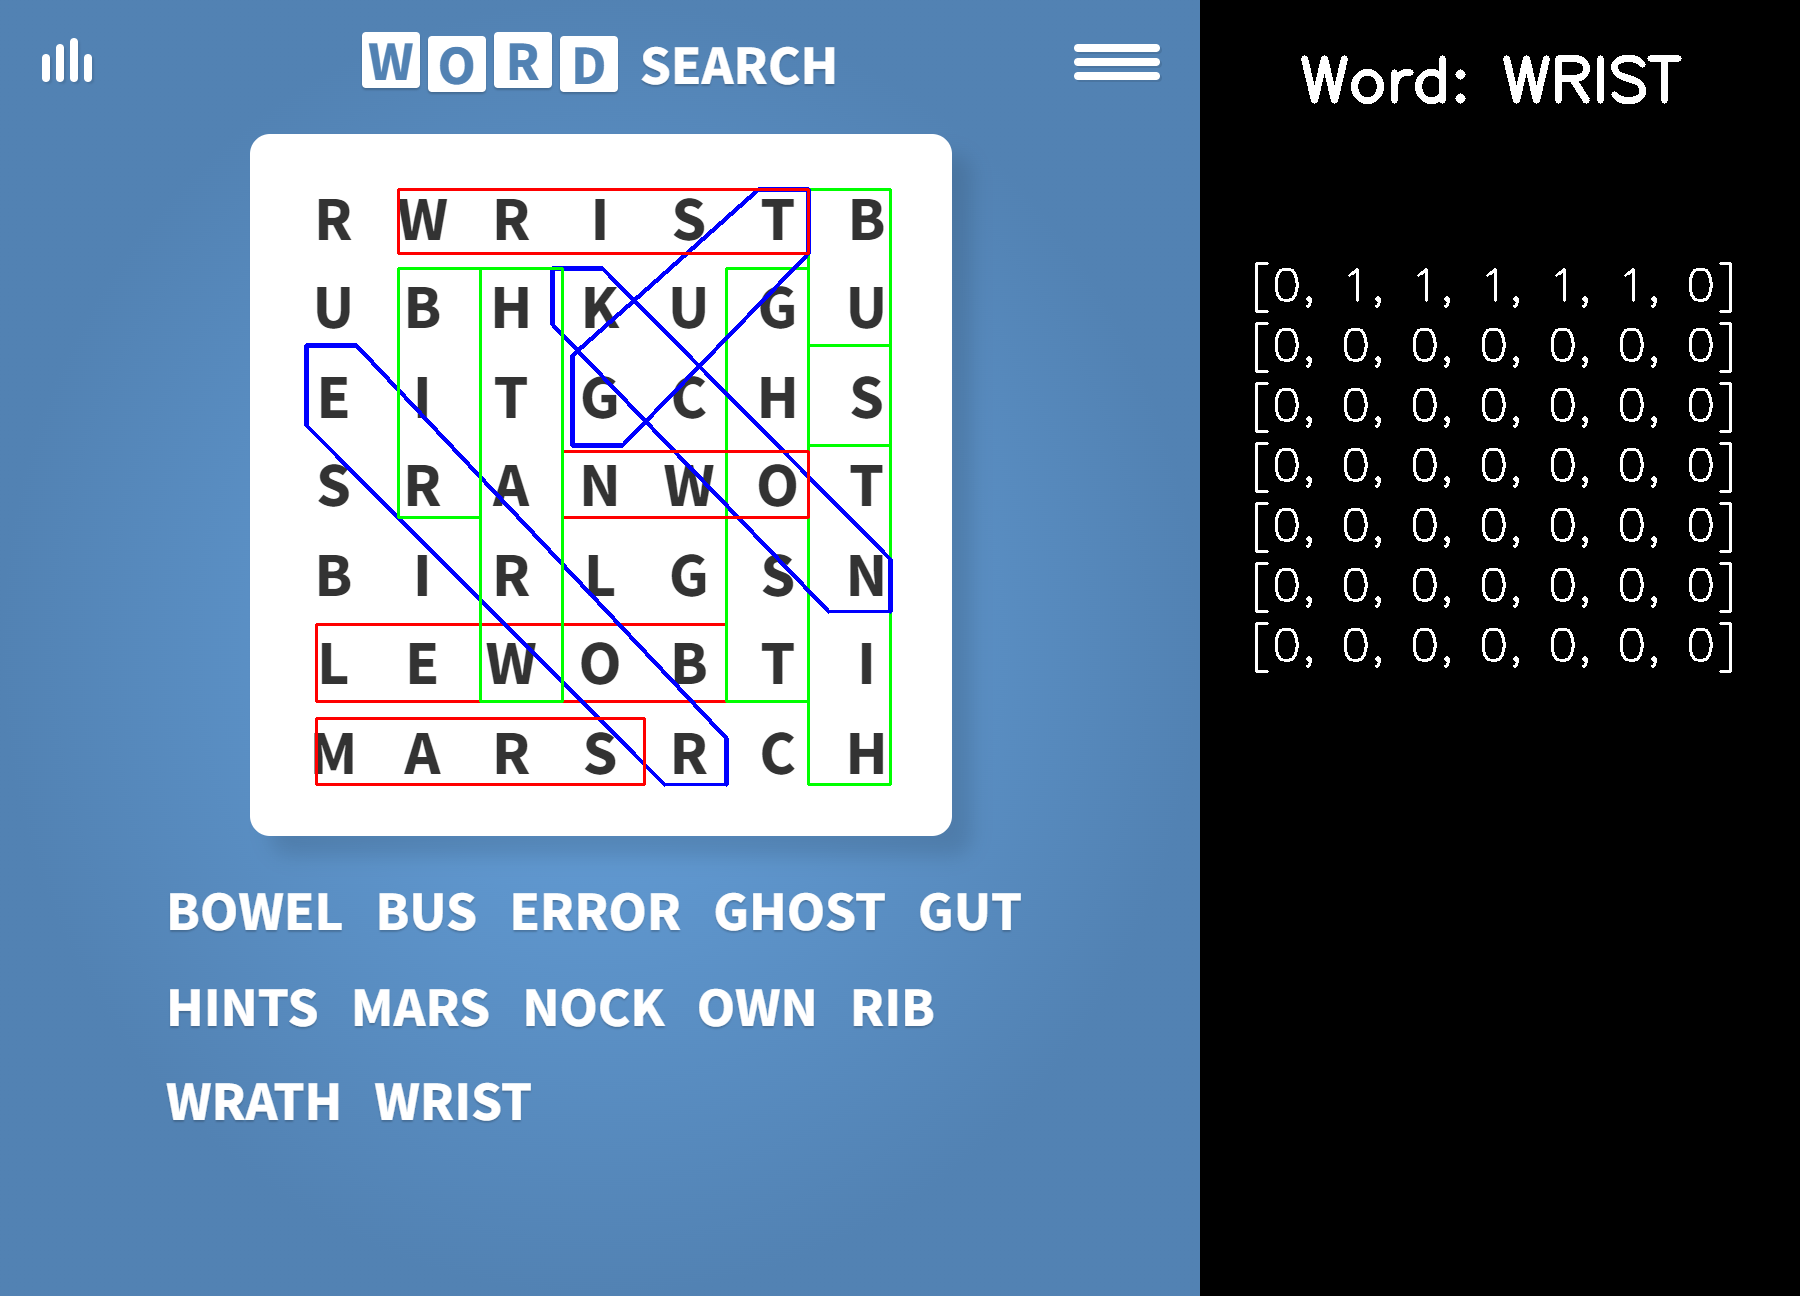 WORD SEARCH
R W R I S T B
U B H K U G U
E I T G C H S
S R A N W O T
B I R L G S N
L E W O B T I
M A R S R C H
BOWEL BUS ERROR GHOST GUT
HINTS MARS NOCK OWN RIB
WRATH WRIST
Word: WRIST
[0, 1, 1, 1, 1, 1, 0]
[0, 0, 0, 0, 0, 0, 0]
[0, 0, 0, 0, 0, 0, 0]
[0, 0, 0, 0, 0, 0, 0]
[0, 0, 0, 0, 0, 0, 0]
[0, 0, 0, 0, 0, 0, 0]
[0, 0, 0, 0, 0, 0, 0]